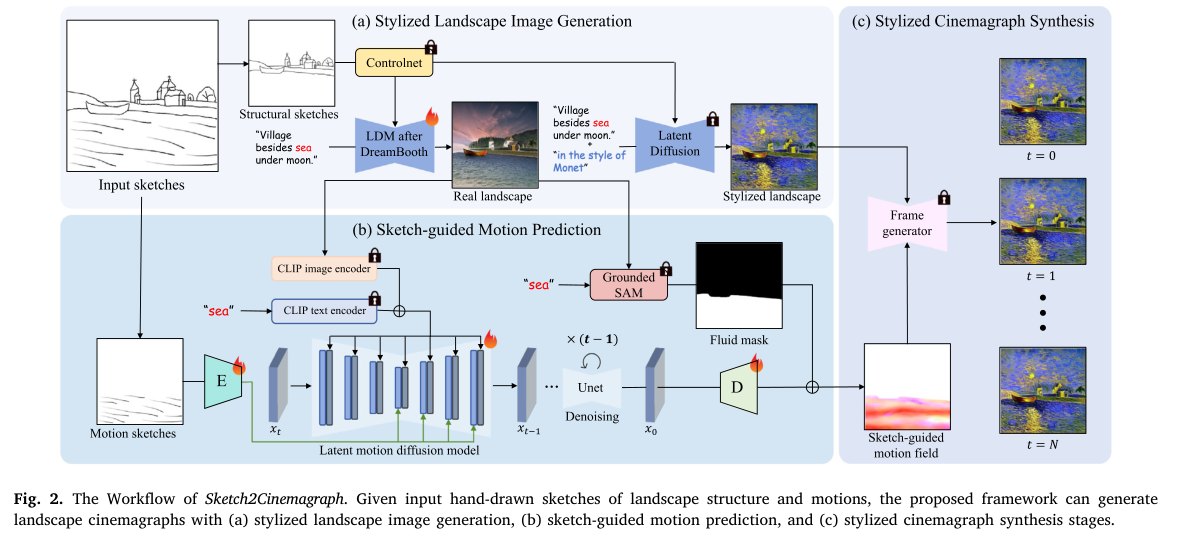 (a) Stylized Landscape Image Generation
Controlnet
Structural sketches
"Village
besides sea
under moon."
LDM after
DreamBooth
Input sketches
Real landscape
"Village
besides sea
under moon."
+
"in the style of
Monet"
Latent
Diffusion
Stylized landscape
(b) Sketch-guided Motion Prediction
CLIP image encoder
"sea"
CLIP text encoder
"sea"
Grounded
SAM
Fluid mask
Motion sketches
E
x_t
Latent motion diffusion model
x_{t−1}
...
× (t − 1)
Unet
Denoising
x_0
D
(c) Stylized Cinemagraph Synthesis
t = 0
Frame
generator
t = 1
Sketch-guided
motion field
t = N
Fig. 2. The Workflow of Sketch2Cinemagraph. Given input hand-drawn sketches of landscape structure and motions, the proposed framework can generate
landscape cinemagraphs with (a) stylized landscape image generation, (b) sketch-guided motion prediction, and (c) stylized cinemagraph synthesis stages.